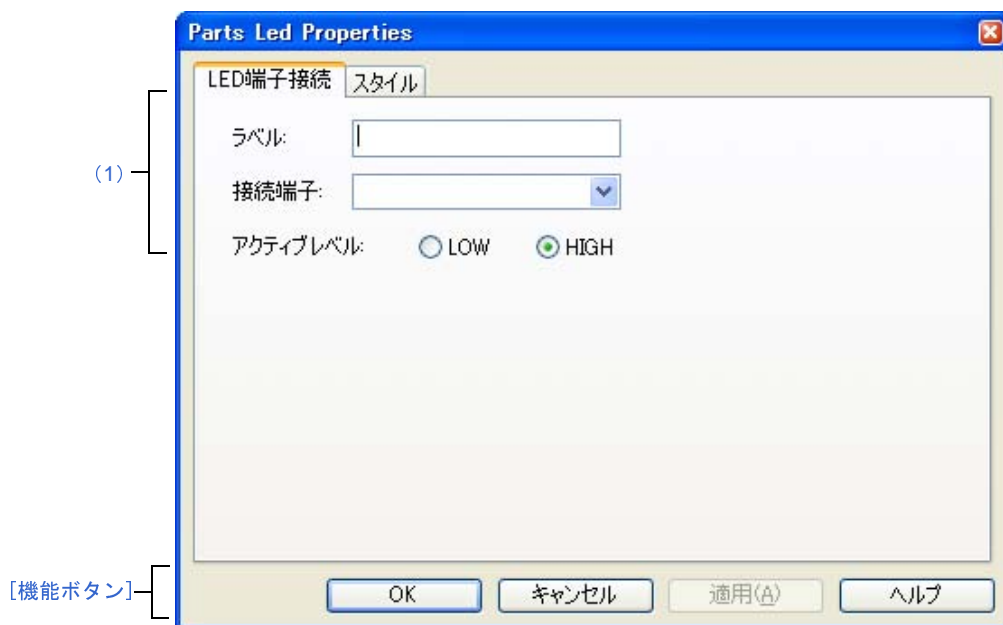 Parts Led Properties
LED端子接続 スタイル
ラベル:
(1)
接続端子:
アクティブレベル: LOW HIGH
[機能ボタン]
OK キャンセル 適用(A) ヘルプ